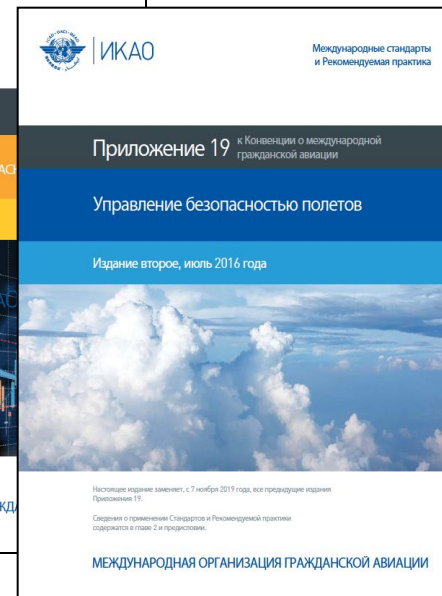 ИКАО
Международные стандарты
и Рекомендуемая практика
Приложение 19
к Конвенции о международной
гражданской авиации
Управление безопасностью полетов
Издание второе, июль 2016 года
Настоящее издание заменяет, с 7 ноября 2019 года, все предыдущие издания
Приложения 19.
Сведения о применении Стандартов и Рекомендуемой практики
содержатся в главе 2 и предисловии.
МЕЖДУНАРОДНАЯ ОРГАНИЗАЦИЯ ГРАЖДАНСКОЙ АВИАЦИИ